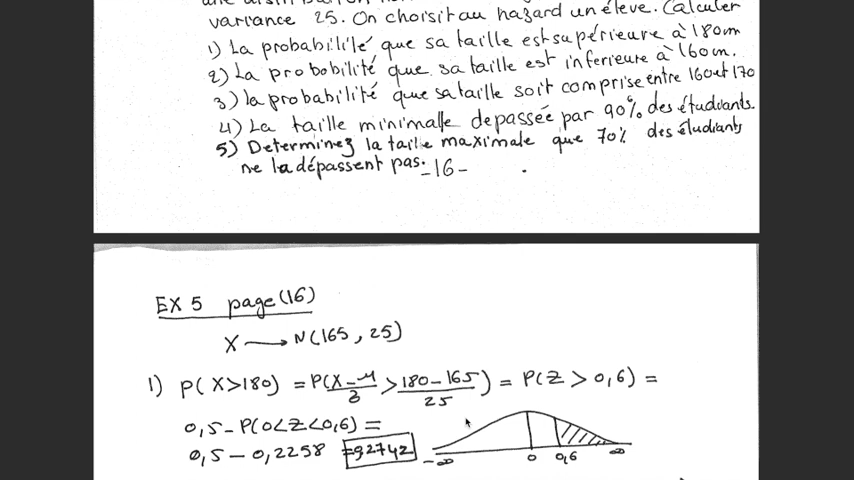 variance 25. On choisit au hazard un éleve. Calculer
1) La probabilité que sa taille est supérieure à 180cm
2) La probobilité que sa taille est inferieure à 160cm.
3) la probabilité que sa taille soit comprise entre 160 et 170
4) La taille minimalle depassée par 90% des étudiants.
5) Determinez la taille maximale que 70% des étudiants
ne la dépassent pas.
-16-
EX 5 page(16)
X → N(165, 25)
1) P(X>180) = P(X-μ/σ > 180-165/25) = P(Z > 0,6) =
0,5 - P(0<Z<0,6) =
0,5 - 0,2258 = 0,2742
-∞ 0 0,6 ∞